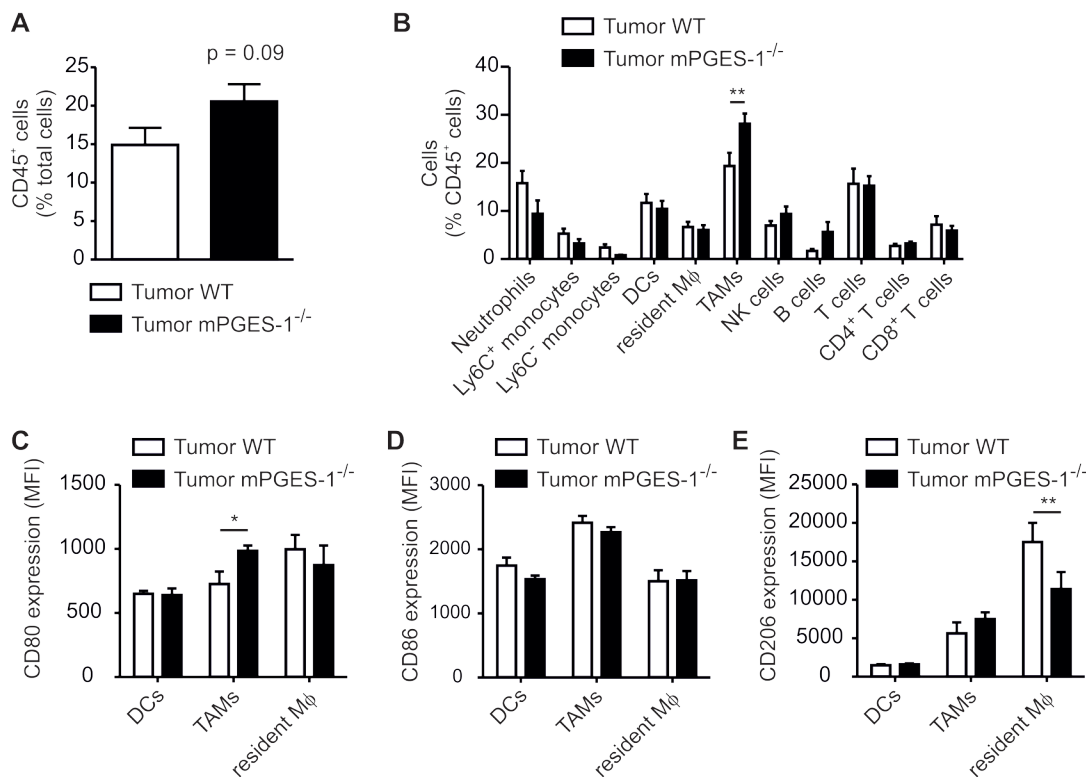 A
p = 0.09
CD45⁺ cells
(% total cells)
25
20
15
10
5
0
Tumor WT
Tumor mPGES-1⁻/⁻
B
Tumor WT
Tumor mPGES-1⁻/⁻
Cells
(% CD45⁺ cells)
40
30
20
10
0
**
Neutrophils
Ly6C⁺ monocytes
Ly6C⁻ monocytes
DCs
resident Mϕ
TAMs
NK cells
B cells
T cells
CD4⁺ T cells
CD8⁺ T cells
C
Tumor WT
Tumor mPGES-1⁻/⁻
CD80 expression (MFI)
1500
1000
500
0
*
DCs
TAMs
resident Mϕ
D
Tumor WT
Tumor mPGES-1⁻/⁻
CD86 expression (MFI)
3000
2000
1000
0
DCs
TAMs
resident Mϕ
E
Tumor WT
Tumor mPGES-1⁻/⁻
CD206 expression (MFI)
25000
20000
15000
10000
5000
0
**
DCs
TAMs
resident Mϕ